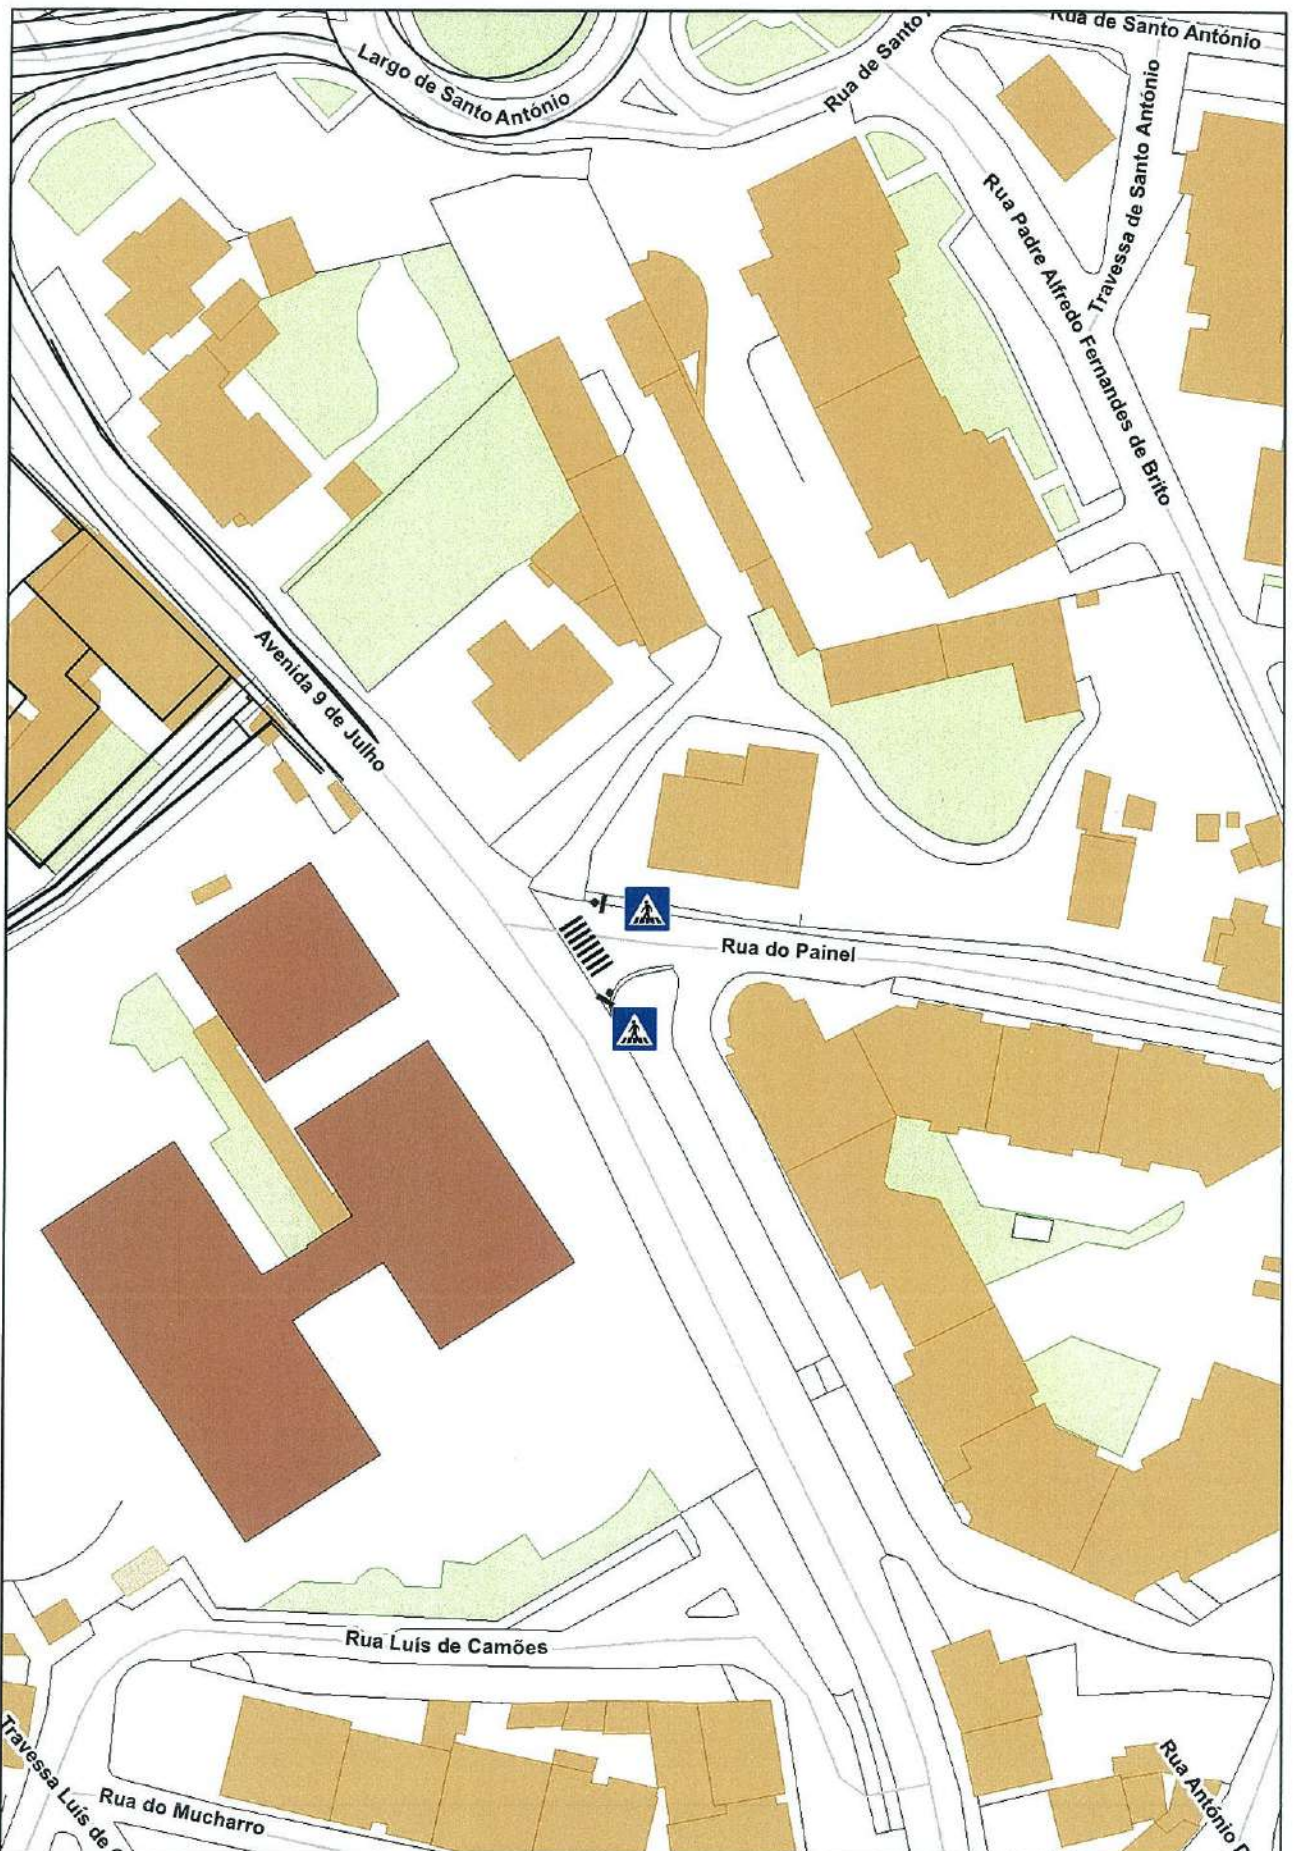 Rua de Santo António
Largo de Santo António
Rua de Santo
Travessa de Santo António
Rua Padre Alfredo Fernandes de Brito
Avenida 9 de Julho
Rua do Painel
Rua Luís de Camões
Rua do Mucharro
Travessa Luís de
Rua António